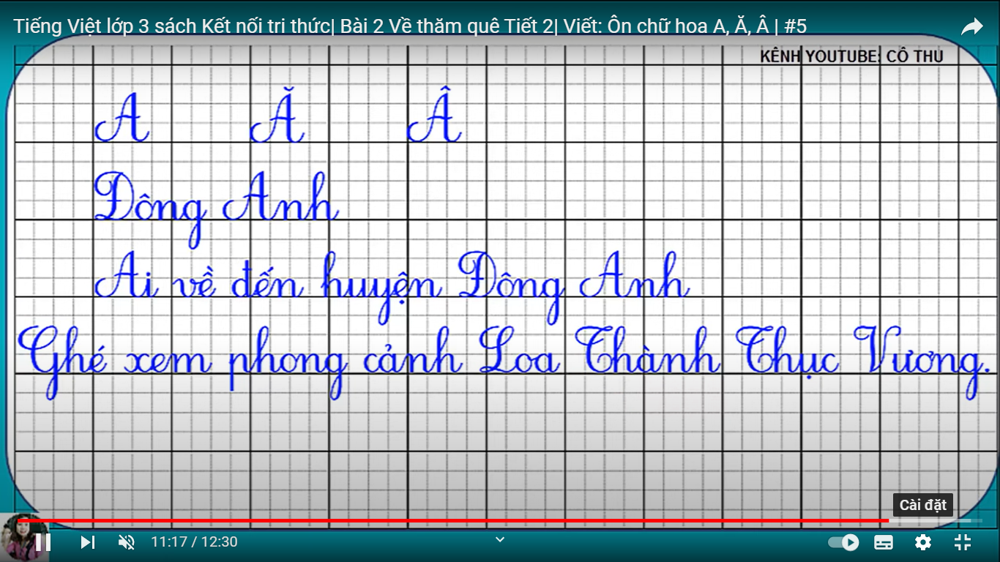 Tiếng Việt lớp 3 sách Kết nối tri thức| Bài 2 Về thăm quê Tiết 2| Viết: Ôn chữ hoa A, Ă, Â | #5
KÊNH YOUTUBE: CÔ THU
A Ă Â
Đông Anh
Ai về đến huyện Đông Anh
Ghé xem phong cảnh Loa Thành Thục Vương.
Cài đặt
11:17 / 12:30